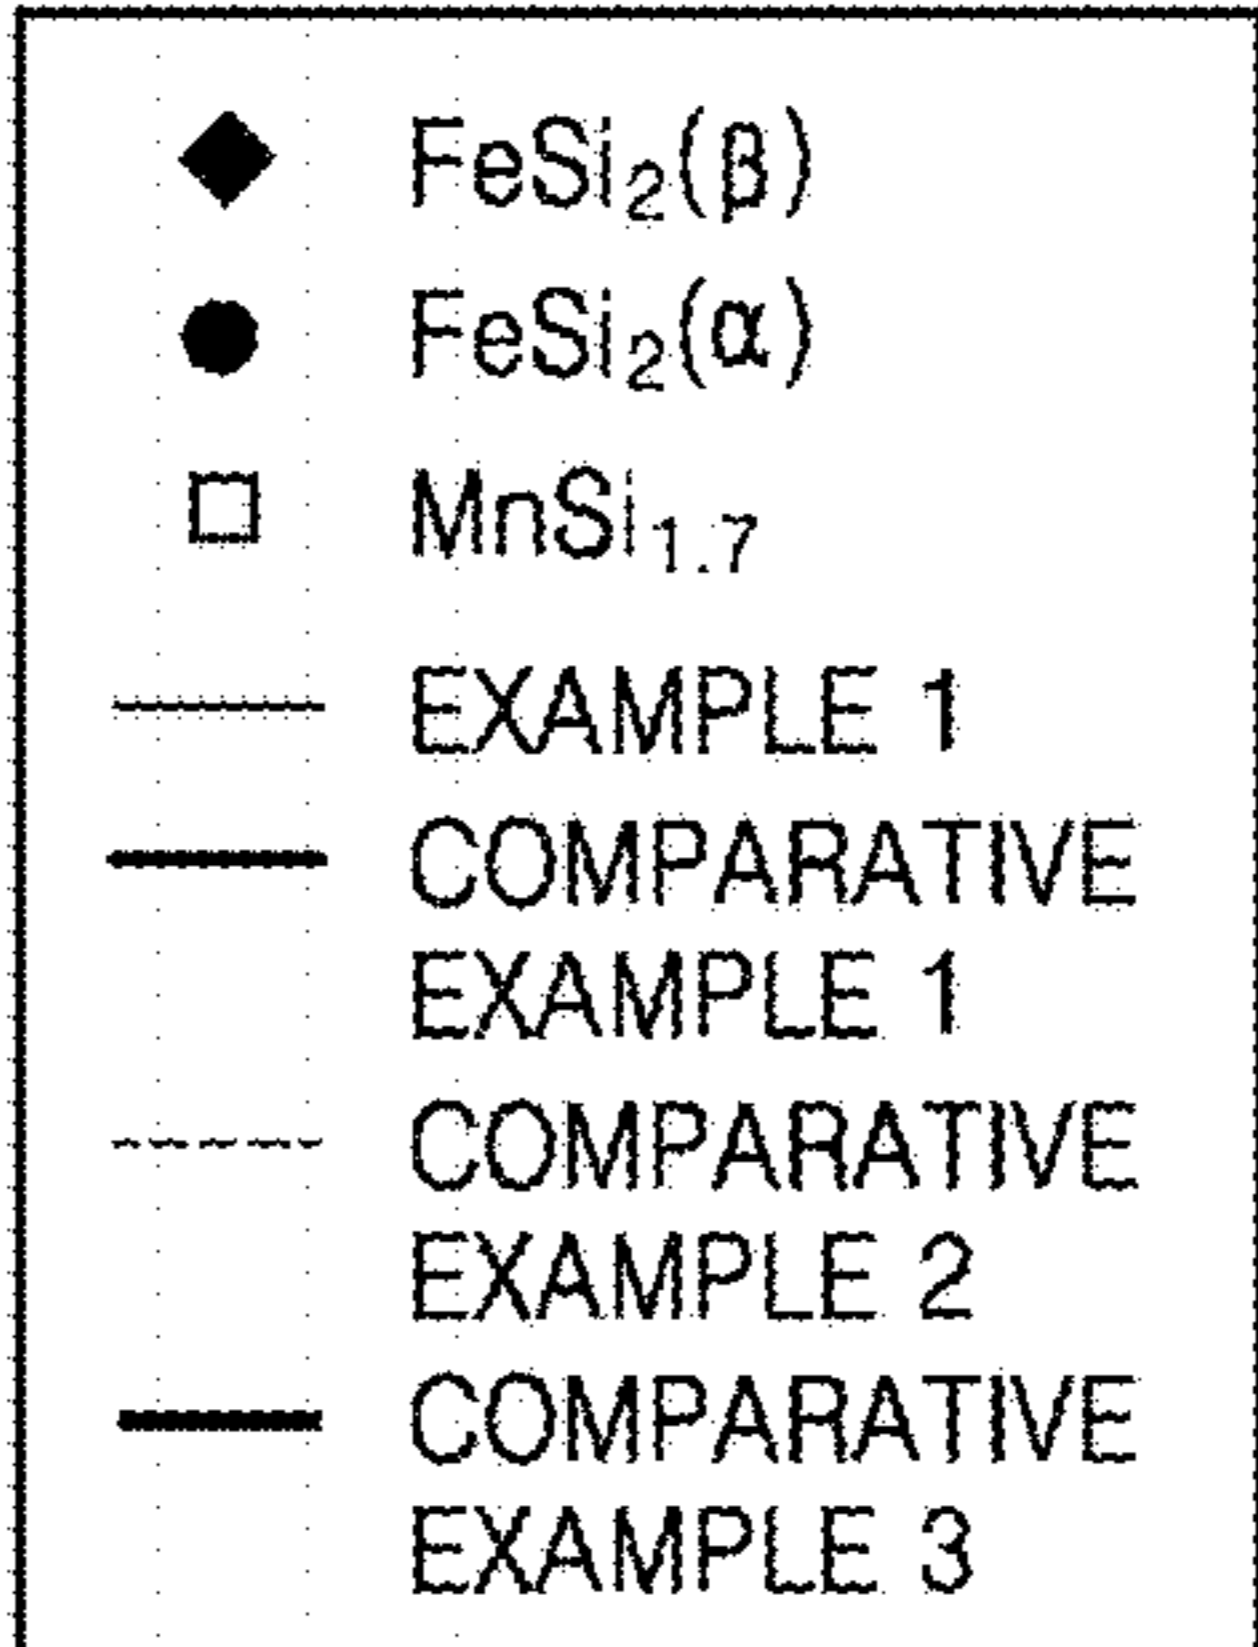 FeSi₂(β)
FeSi₂(α)
MnSi₁.₇
EXAMPLE 1
COMPARATIVE
EXAMPLE 1
COMPARATIVE
EXAMPLE 2
COMPARATIVE
EXAMPLE 3